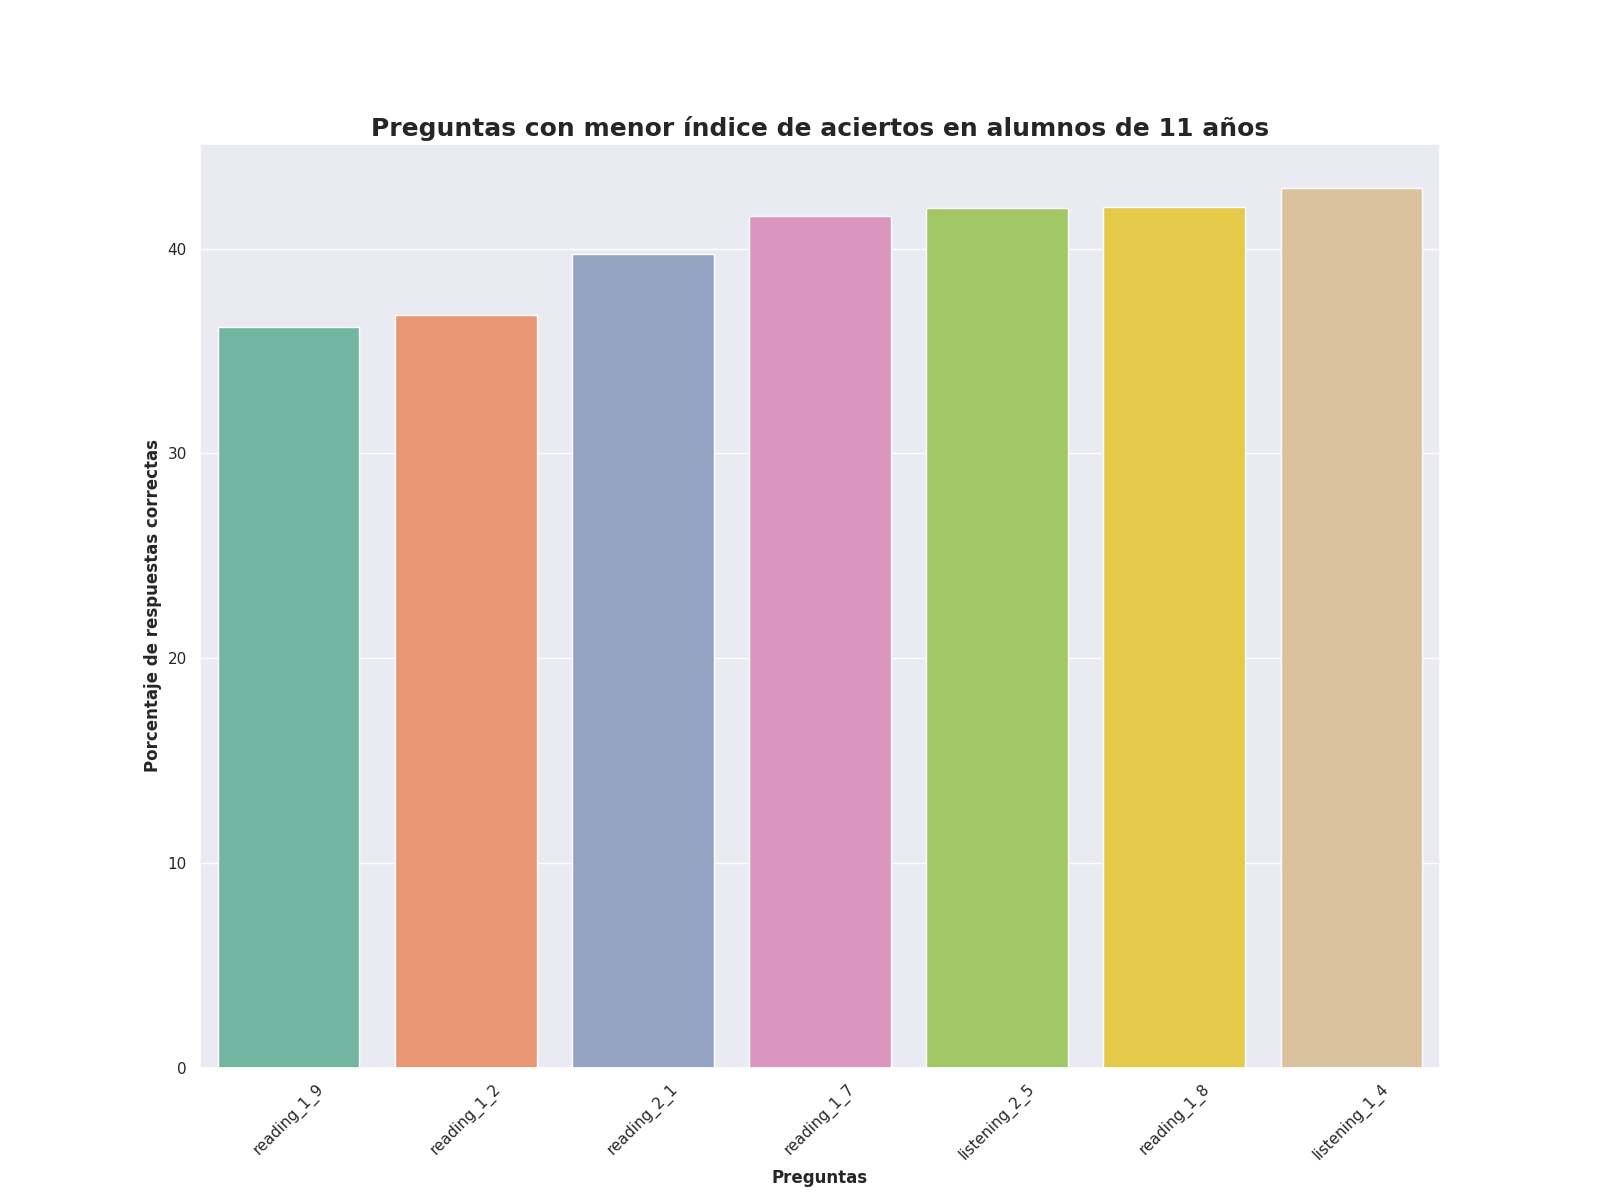 Preguntas con menor índice de aciertos en alumnos de 11 años
Porcentaje de respuestas correctas
40
30
20
10
0
reading_1_9
reading_1_2
reading_2_1
reading_1_7
listening_2_5
reading_1_8
listening_1_4
Preguntas